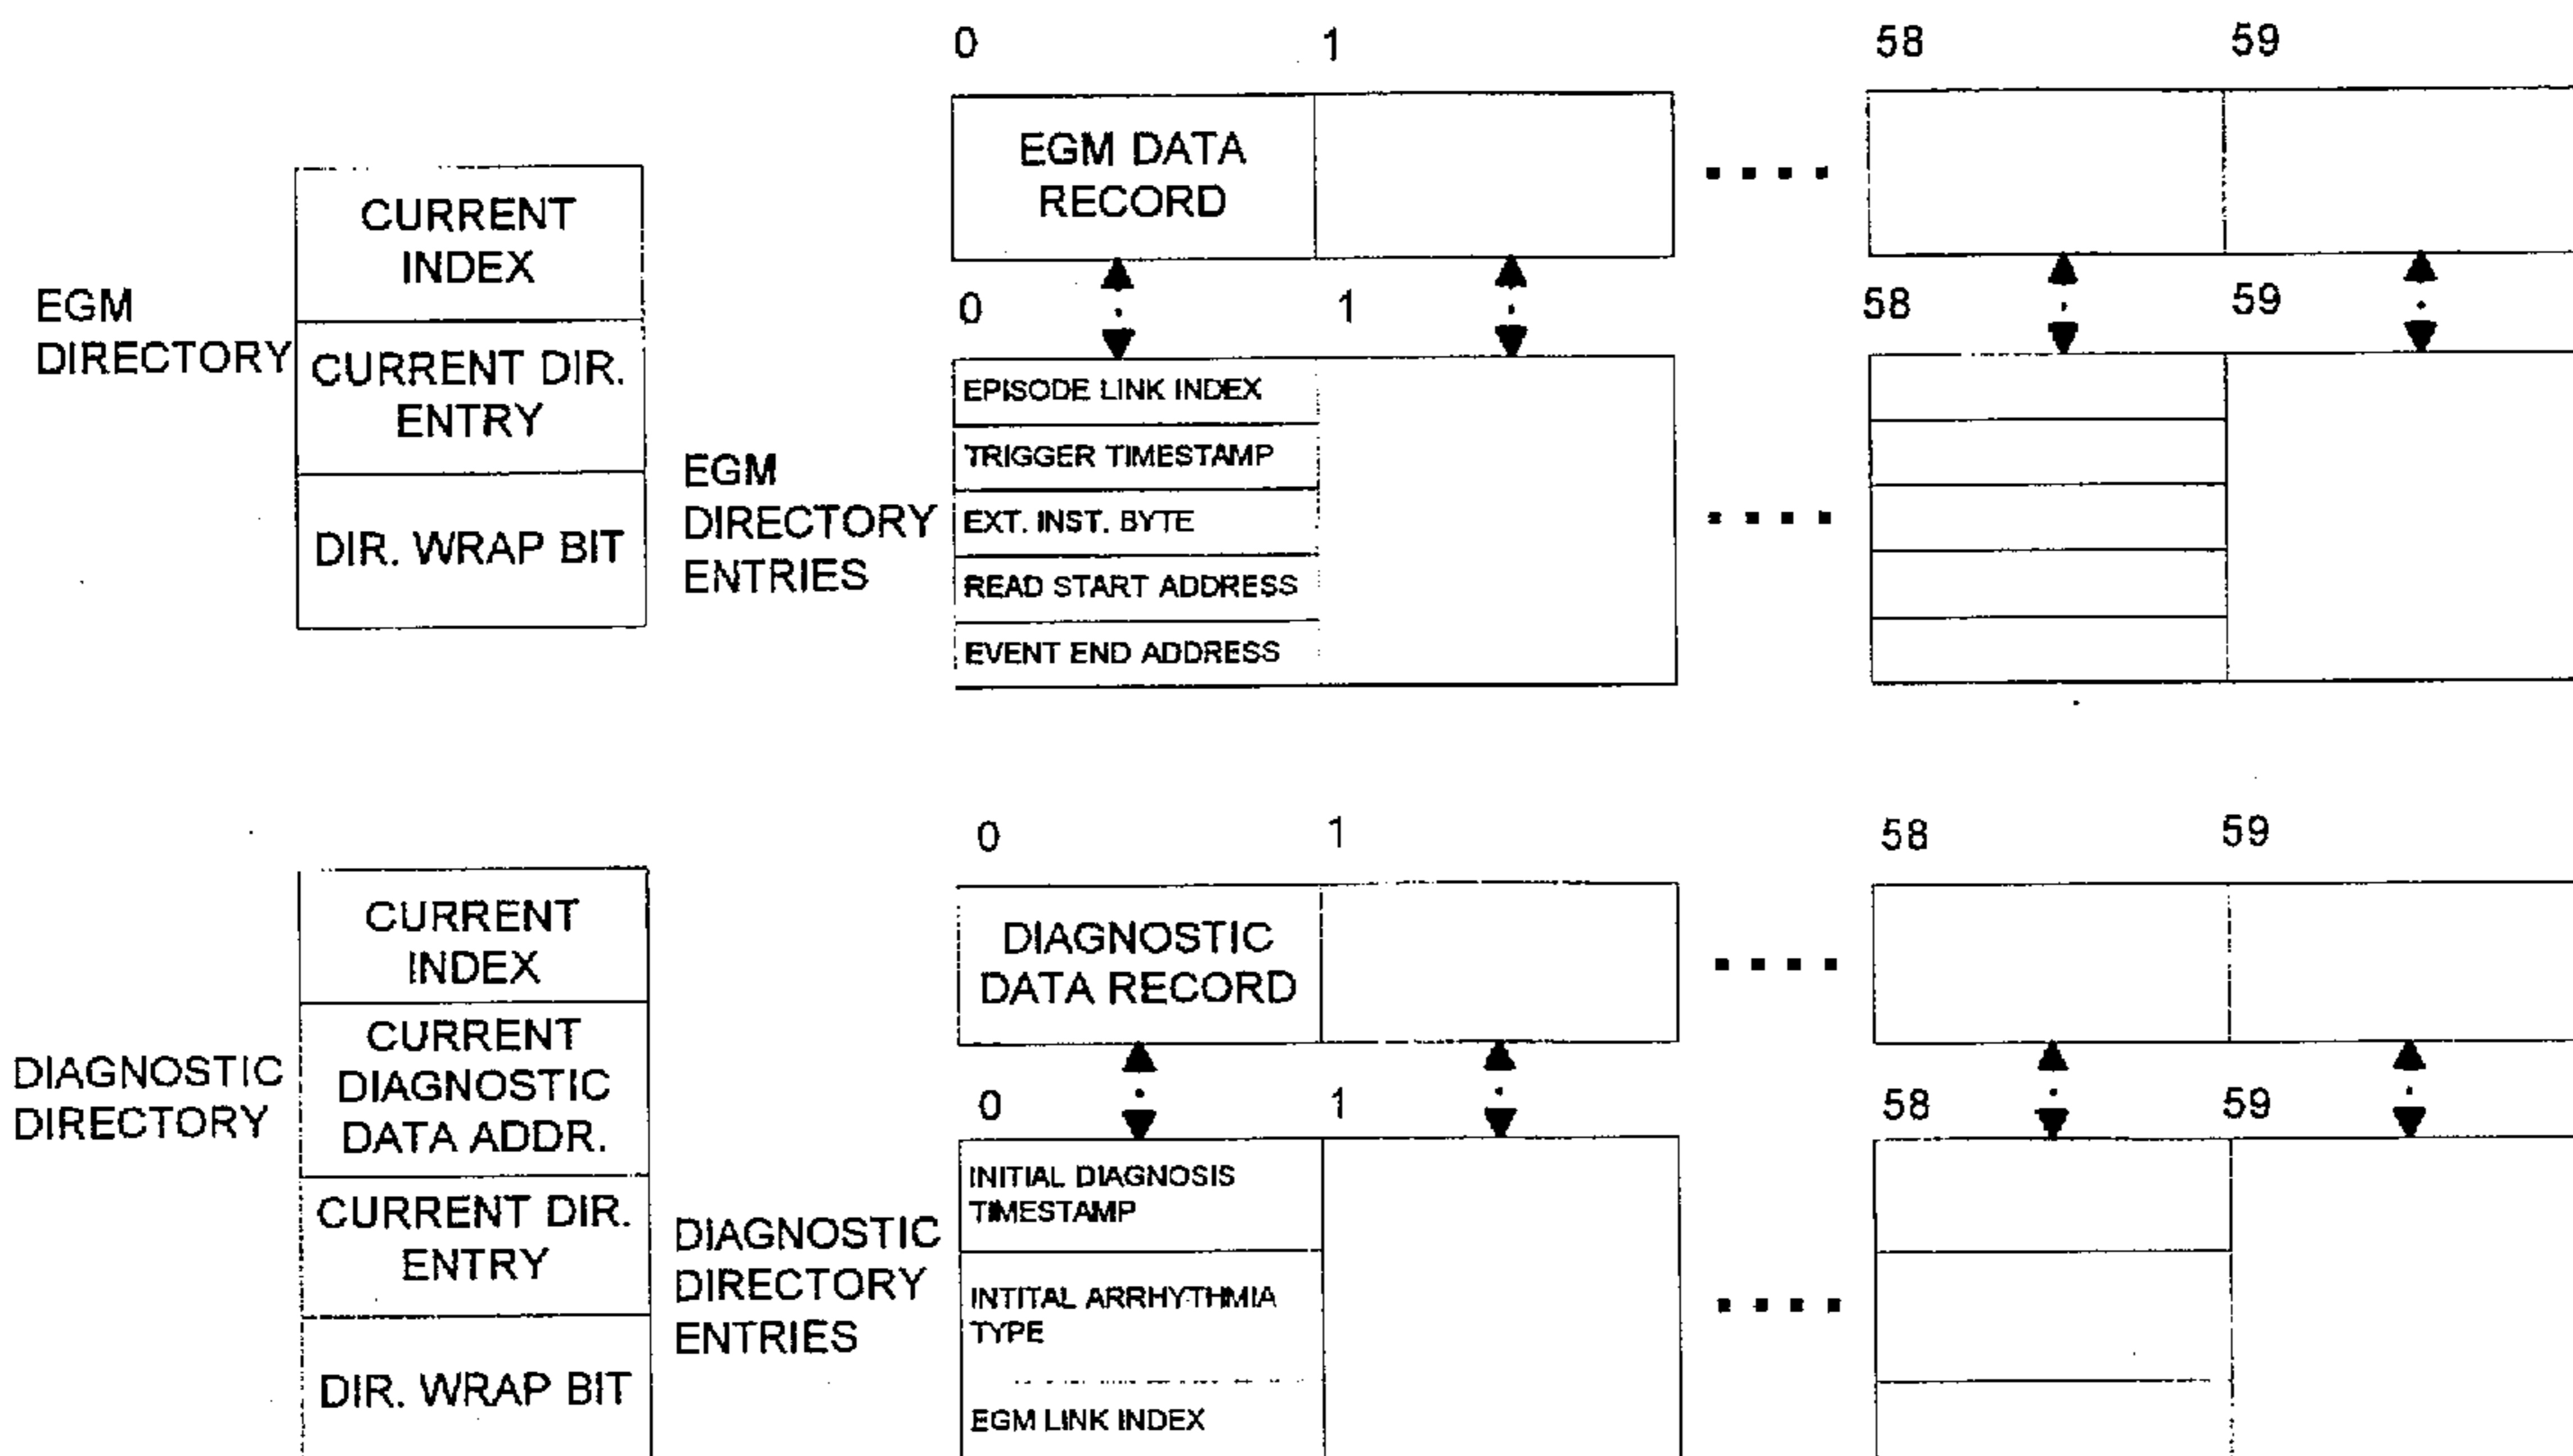 0 1 58 59
EGM DATA
RECORD
CURRENT
INDEX
EGM
DIRECTORY
CURRENT DIR.
ENTRY
DIR. WRAP BIT
0 1 58 59
EGM
DIRECTORY
ENTRIES
EPISODE LINK INDEX
TRIGGER TIMESTAMP
EXT. INST. BYTE
READ START ADDRESS
EVENT END ADDRESS
0 1 58 59
DIAGNOSTIC
DATA RECORD
CURRENT
INDEX
DIAGNOSTIC
DIRECTORY
CURRENT
DIAGNOSTIC
DATA ADDR.
CURRENT DIR.
ENTRY
DIR. WRAP BIT
0 1 58 59
DIAGNOSTIC
DIRECTORY
ENTRIES
INITIAL DIAGNOSIS
TIMESTAMP
INTITAL ARRHYTHMIA
TYPE
EGM LINK INDEX